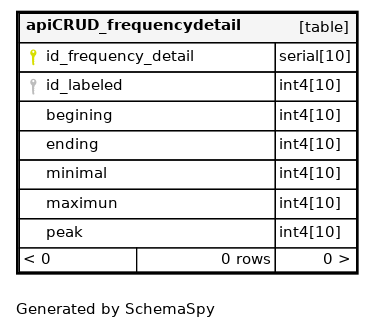 apiCRUD_frequencydetail [table]
id_frequency_detail serial[10]
id_labeled int4[10]
begining int4[10]
ending int4[10]
minimal int4[10]
maximun int4[10]
peak int4[10]
< 0 0 rows 0 >
Generated by SchemaSpy